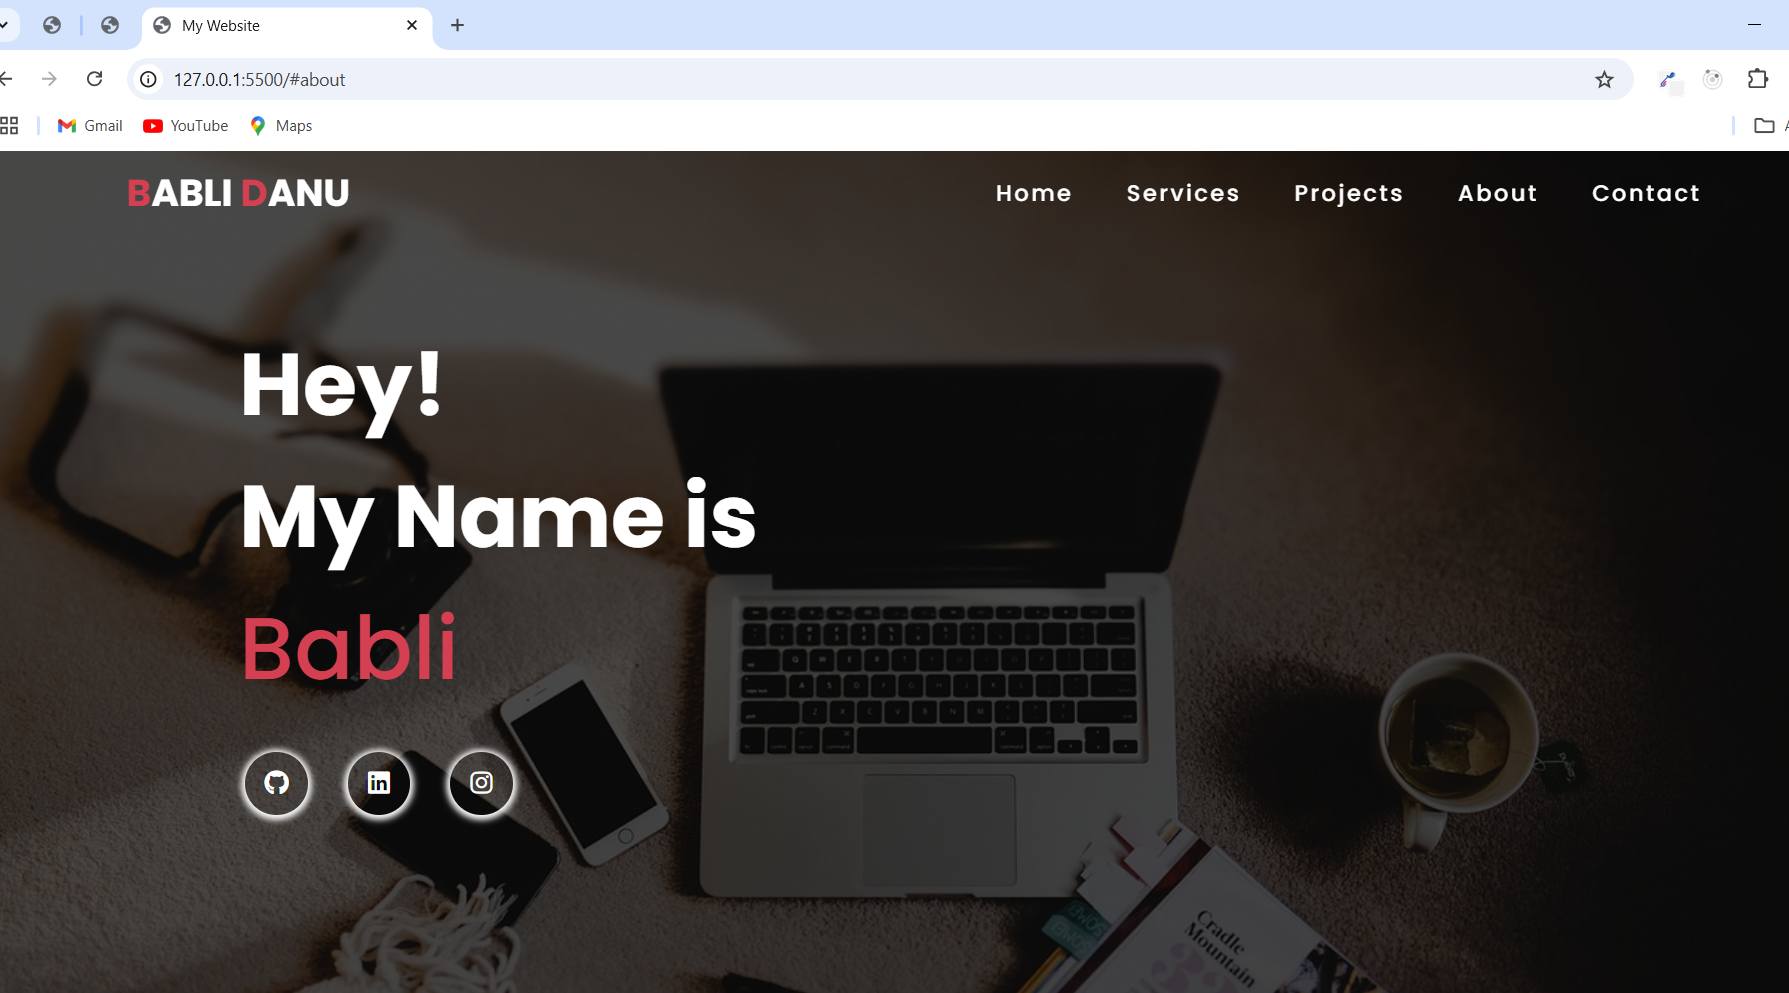 My Website
127.0.0.1:5500/#about
Gmail YouTube Maps
BABLI DANU
Home Services Projects About Contact
Hey!
My Name is
Babli
in
Cradle
Mountain